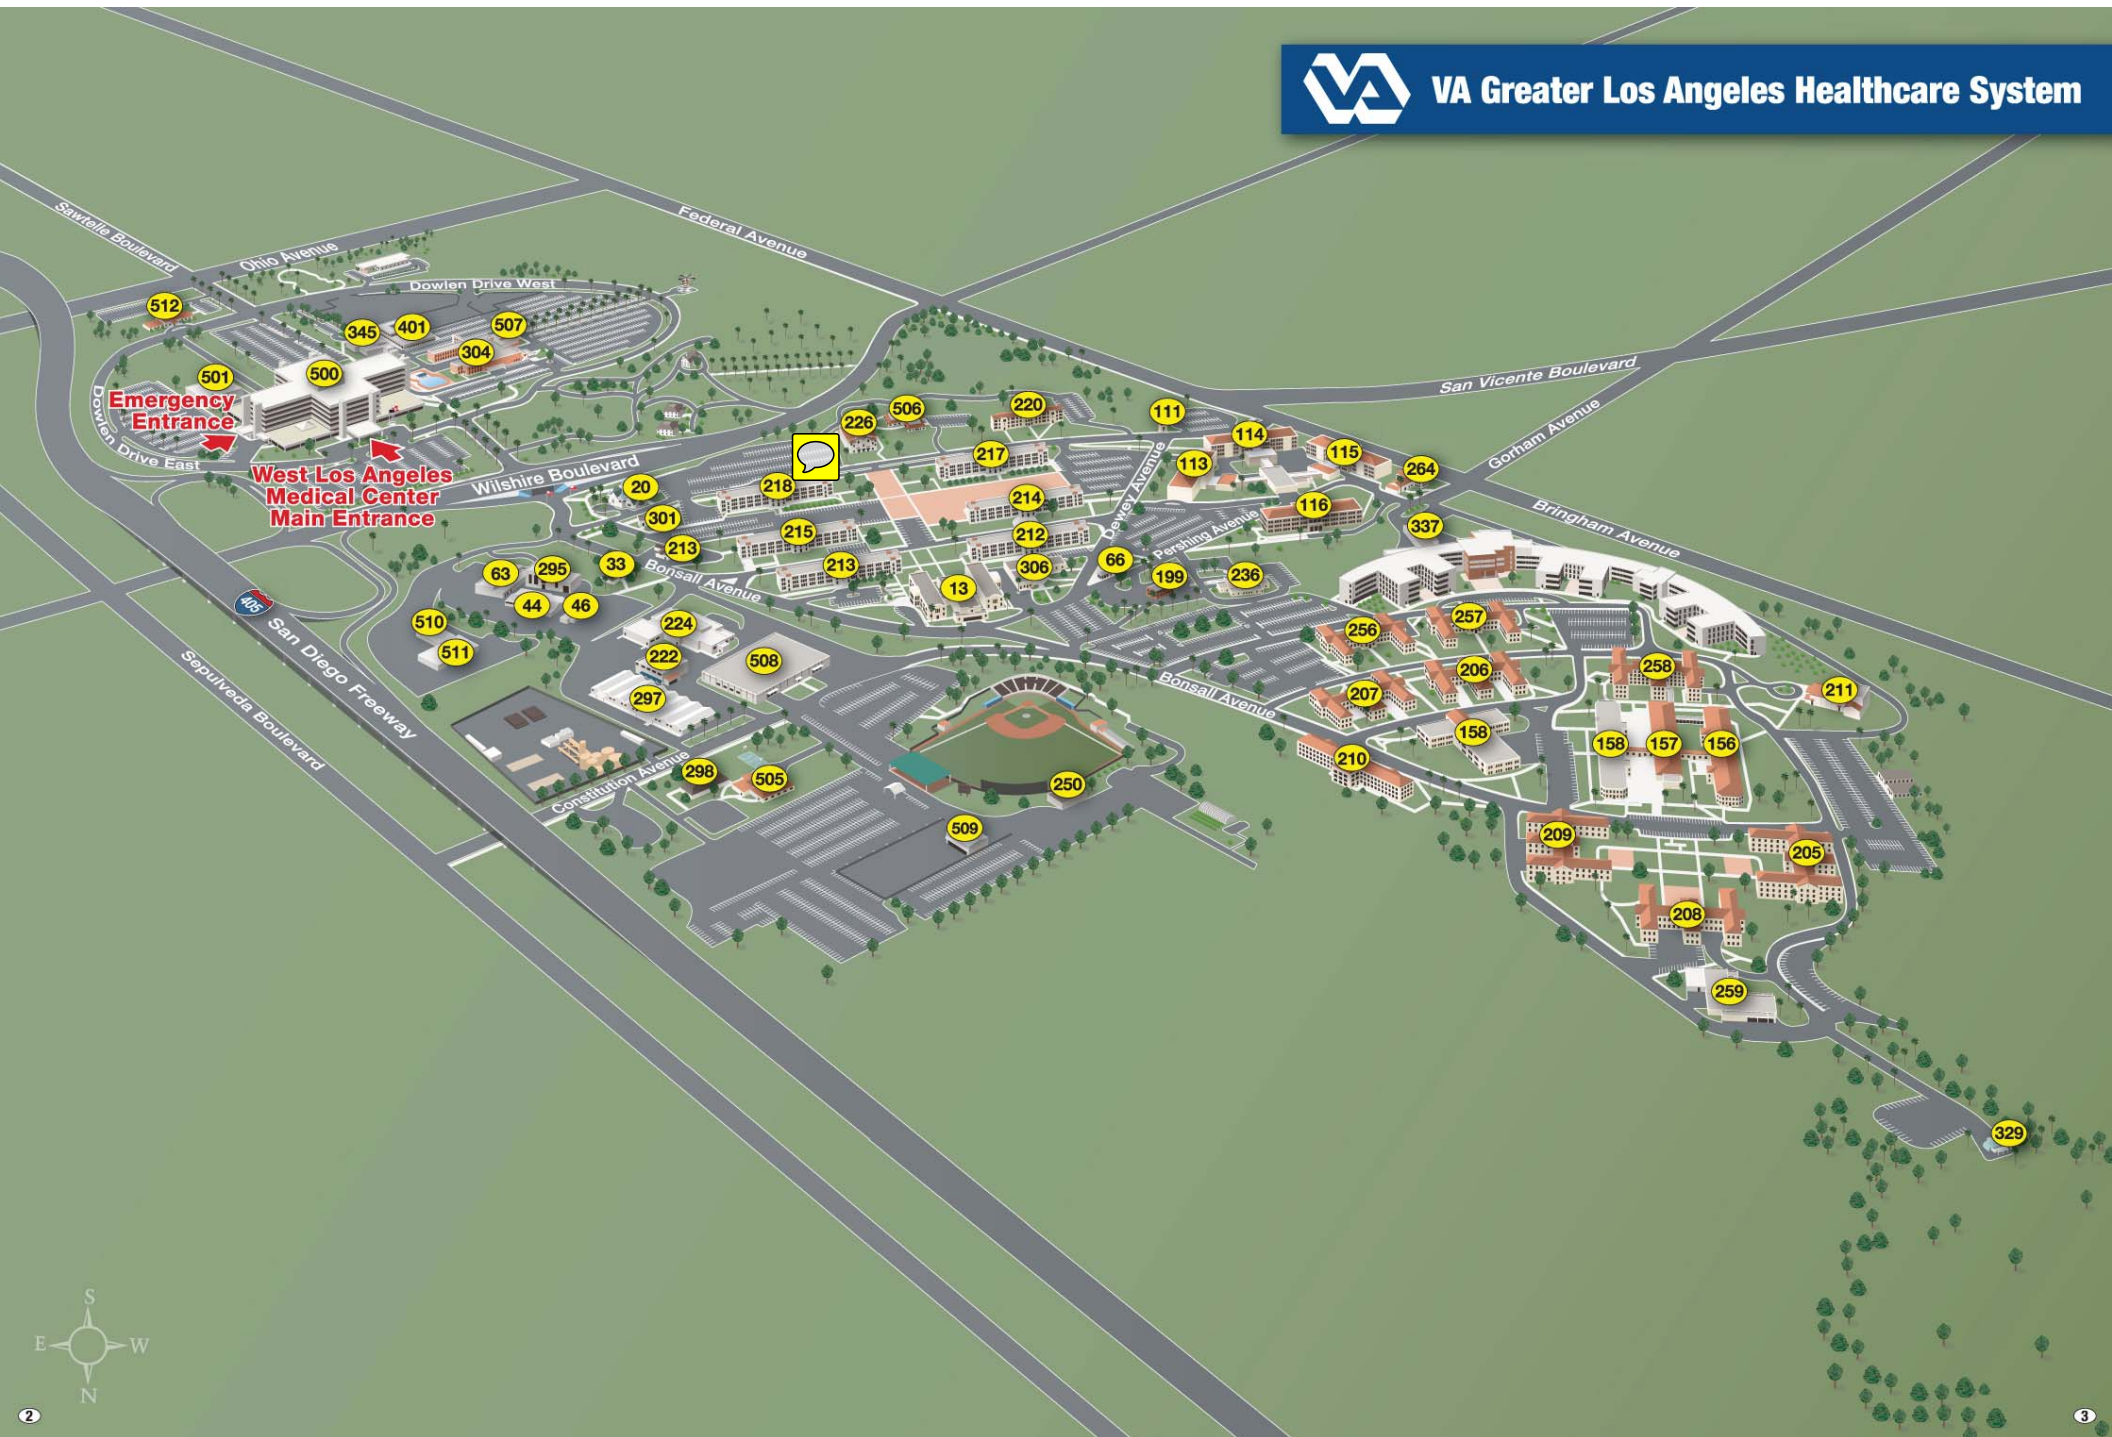 VA Greater Los Angeles Healthcare System
Federal Avenue
Sawtelle Boulevard
Ohio Avenue
Dowlen Drive West
512
345
401
507
304
501
500
Emergency
Entrance
Dowlen Drive East
West Los Angeles
Medical Center
Main Entrance
Wilshire Boulevard
San Vicente Boulevard
Gorham Avenue
Bringham Avenue
226
506
220
111
114
115
264
113
217
218
20
214
116
Dewey Avenue
Pershing Avenue
337
301
215
212
213
33
Bonsall Avenue
213
306
66
199
236
13
63
295
44
46
510
511
224
222
508
297
405
San Diego Freeway
Sepulveda Boulevard
256
257
206
207
258
211
Bonsall Avenue
158
158
157
156
210
298
505
Constitution Avenue
250
509
209
205
208
259
329
S
E
W
N
2
3